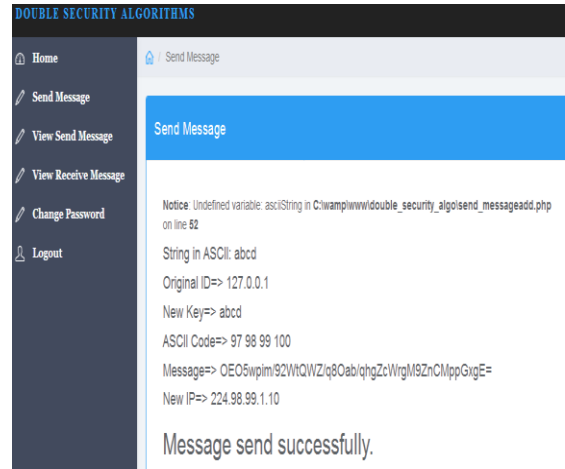 DOUBLE SECURITY ALGORITHMS
Home
Send Message
View Send Message
View Receive Message
Change Password
Logout
/ Send Message
Send Message
Notice: Undefined variable: asciiString in C:\wamp\www\double_security_algo\send_messageadd.php
on line 52
String in ASCII: abcd
Original ID=> 127.0.0.1
New Key=> abcd
ASCII Code=> 97 98 99 100
Message=> OEO5wpim/92WtQWZ/q8Oab/qhgZcWrgM9ZnCMppGxgE=
New IP=> 224.98.99.1.10
Message send successfully.